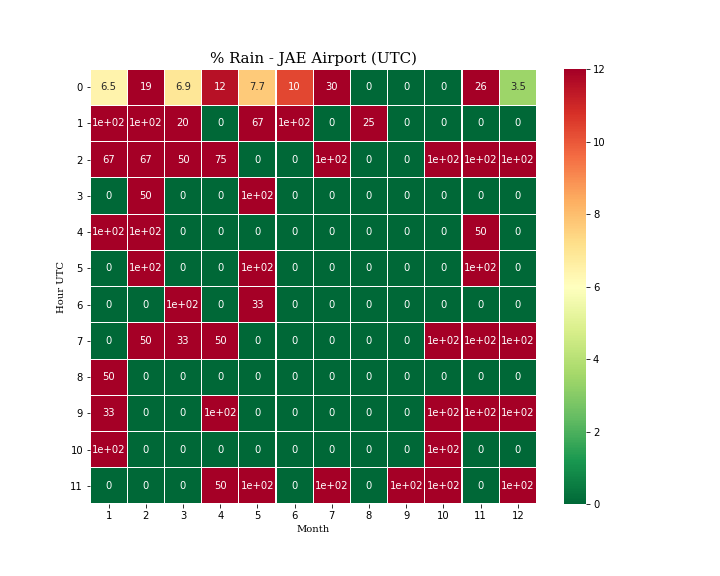 % Rain - JAE Airport (UTC)
0 6.5 19 6.9 12 7.7 10 30 0 0 0 26 3.5
1 1e+02 1e+02 20 0 67 1e+02 0 25 0 0 0 0
2 67 67 50 75 0 0 1e+02 0 0 1e+02 1e+02 1e+02
3 0 50 0 0 1e+02 0 0 0 0 0 0 0
4 1e+02 1e+02 0 0 0 0 0 0 0 0 50 0
5 0 1e+02 0 0 1e+02 0 0 0 0 0 1e+02 0
6 0 0 1e+02 0 33 0 0 0 0 0 0 0
7 0 50 33 50 0 0 0 0 0 1e+02 1e+02 1e+02
8 50 0 0 0 0 0 0 0 0 0 0 0
9 33 0 0 1e+02 0 0 0 0 0 1e+02 1e+02 1e+02
10 1e+02 0 0 0 0 0 0 0 0 1e+02 0 0
11 0 0 0 50 1e+02 0 1e+02 0 1e+02 1e+02 0 1e+02
1 2 3 4 5 6 7 8 9 10 11 12
Month
Hour UTC
12
10
8
6
4
2
0